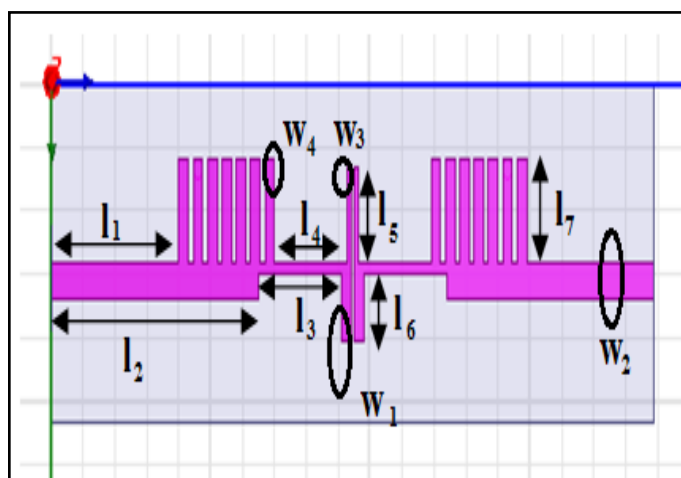 W₄ W₃
l₁ l₄ l₅ l₇
l₃ l₆
l₂ W₁ W₂